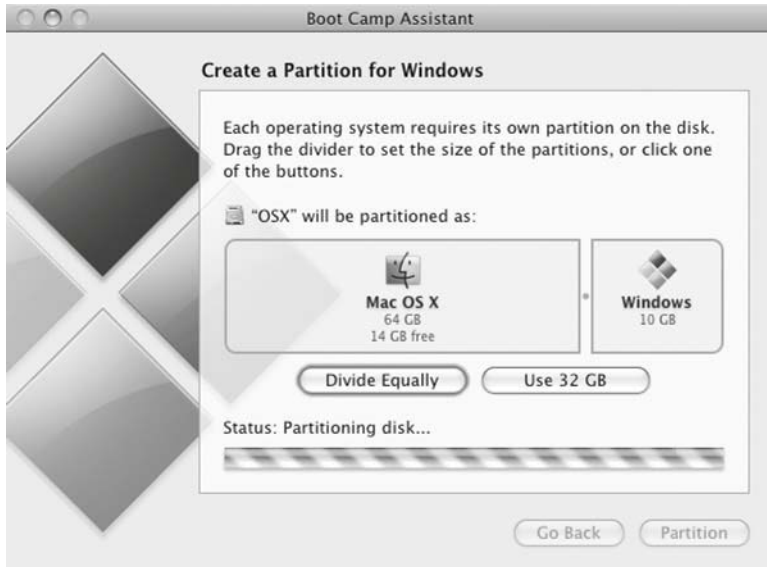 Boot Camp Assistant
Create a Partition for Windows
Each operating system requires its own partition on the disk.
Drag the divider to set the size of the partitions, or click one
of the buttons.
"OSX" will be partitioned as:
Mac OS X
64 GB
14 GB free
Windows
10 GB
Divide Equally
Use 32 GB
Status: Partitioning disk...
Go Back
Partition